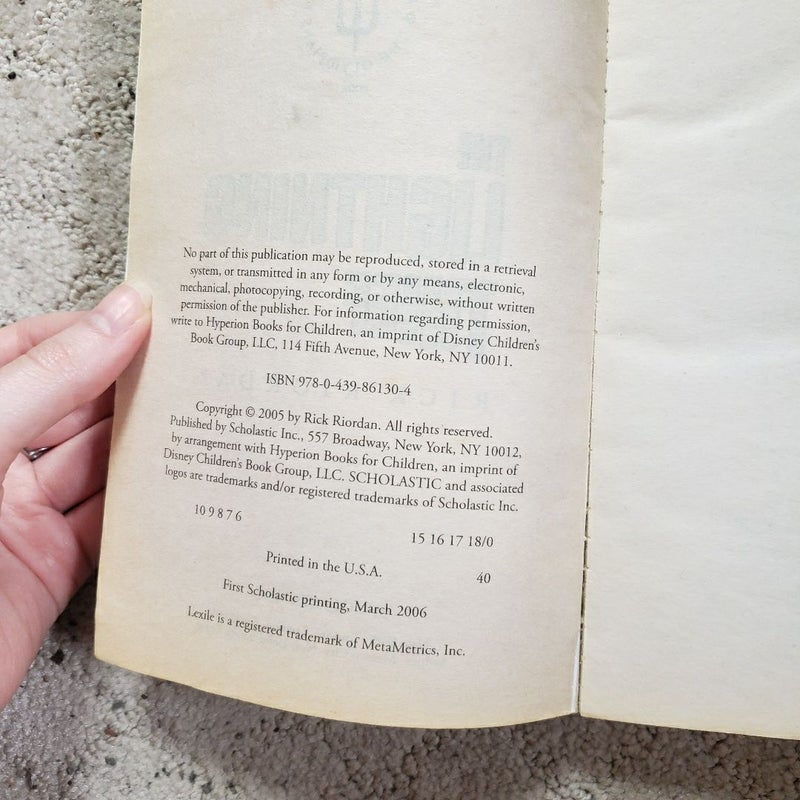 No part of this publication may be reproduced, stored in a retrieval
system, or transmitted in any form or by any means, electronic,
mechanical, photocopying, recording, or otherwise, without written
permission of the publisher. For information regarding permission,
write to Hyperion Books for Children, an imprint of Disney Children's
Book Group, LLC, 114 Fifth Avenue, New York, NY 10011.
ISBN 978-0-439-86130-4
Copyright © 2005 by Rick Riordan. All rights reserved.
Published by Scholastic Inc., 557 Broadway, New York, NY 10012,
by arrangement with Hyperion Books for Children, an imprint of
Disney Children's Book Group, LLC. SCHOLASTIC and associated
logos are trademarks and/or registered trademarks of Scholastic Inc.
10 9 8 7 6 15 16 17 18/0
Printed in the U.S.A. 40
First Scholastic printing, March 2006
Lexile is a registered trademark of MetaMetrics, Inc.